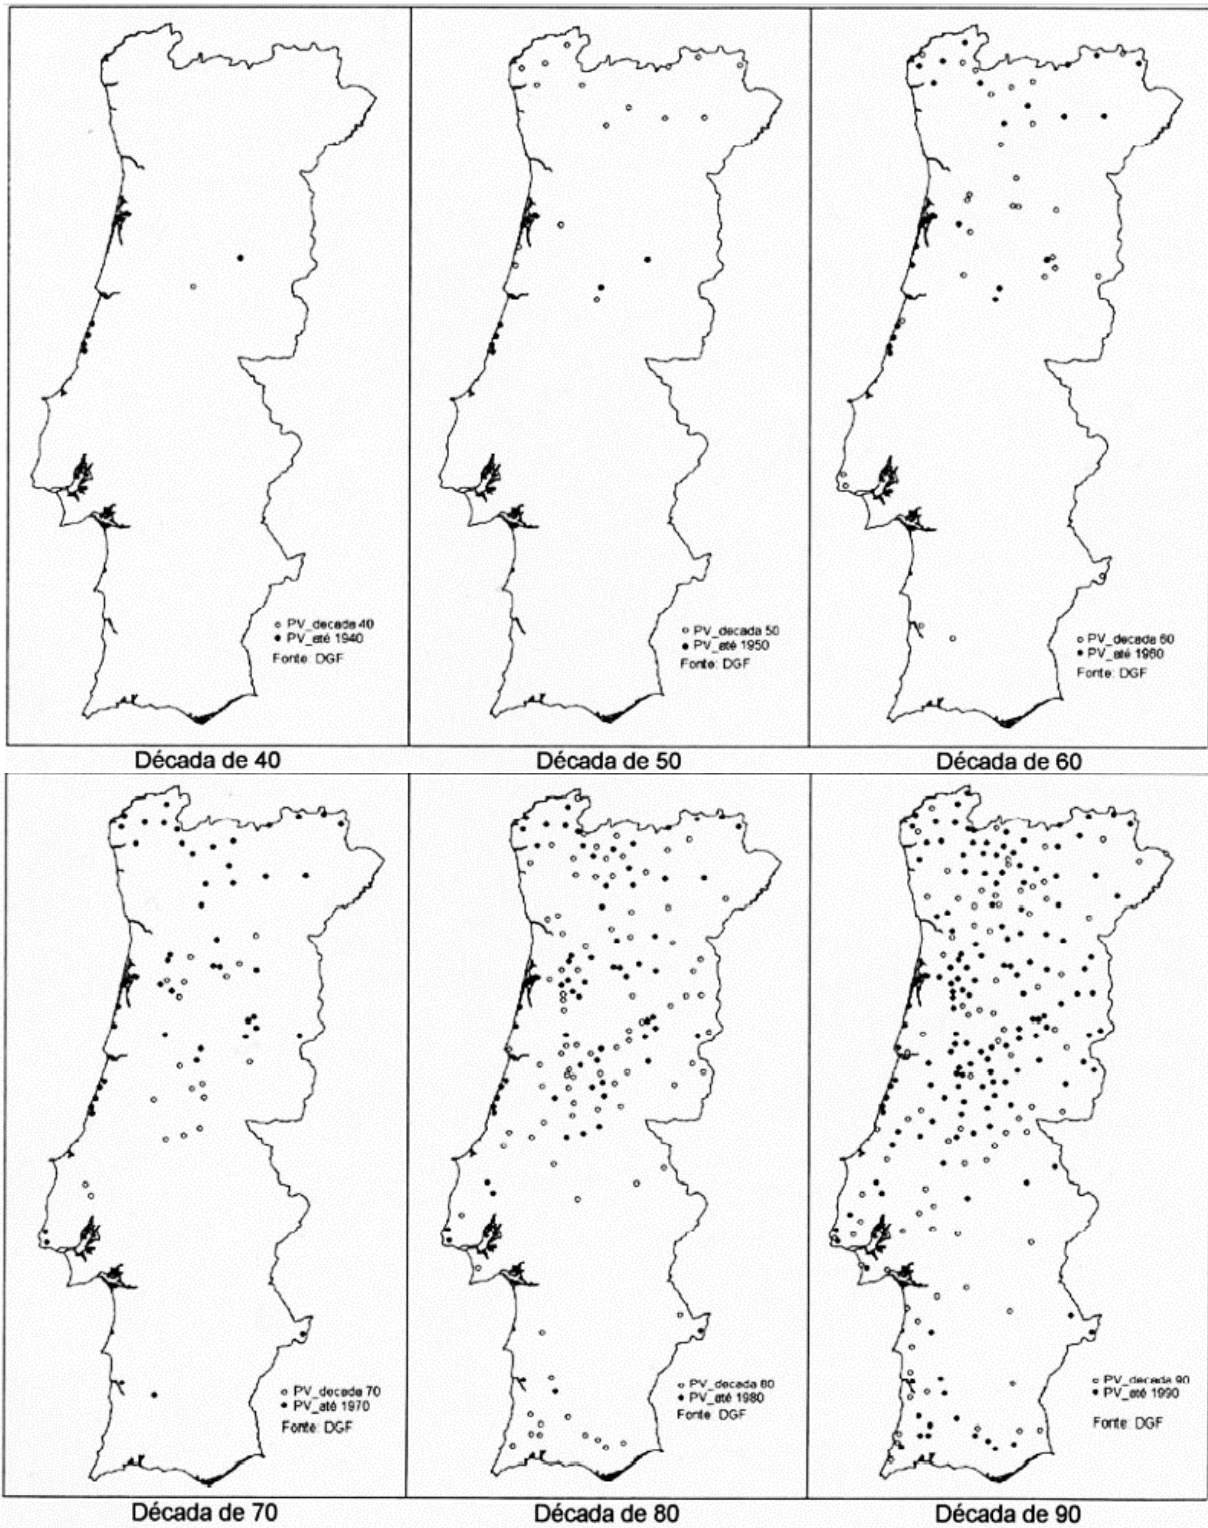 PV_decada 40
PV_até 1940
Fonte: DGF
Década de 40
PV_decada 50
PV_até 1950
Fonte: DGF
Década de 50
PV_decada 60
PV_até 1960
Fonte: DGF
Década de 60
PV_decada 70
PV_até 1970
Fonte: DGF
Década de 70
PV_decada 80
PV_até 1980
Fonte: DGF
Década de 80
PV_decada 90
PV_até 1990
Fonte: DGF
Década de 90